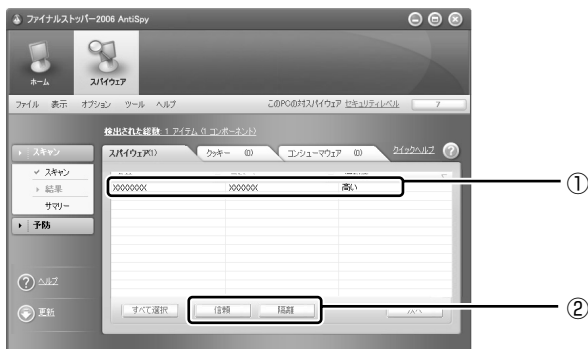 ファイナルストッパー2006 AntiSpy
ホーム
スパイウェア
ファイル 表示 オプション ツール ヘルプ
このPCの対スパイウェア セキュリティレベル 7
検出された総数: 1 アイテム (1 コンポーネント)
スキャン
スパイウェア(1) クッキー (0) コンシューマウェア (0) クイックヘルプ ?
スキャン
結果
XXXXXXX XXXXXX 高い
①
サマリー
予防
? ヘルプ
更新
すべて選択 信頼 隔離
②